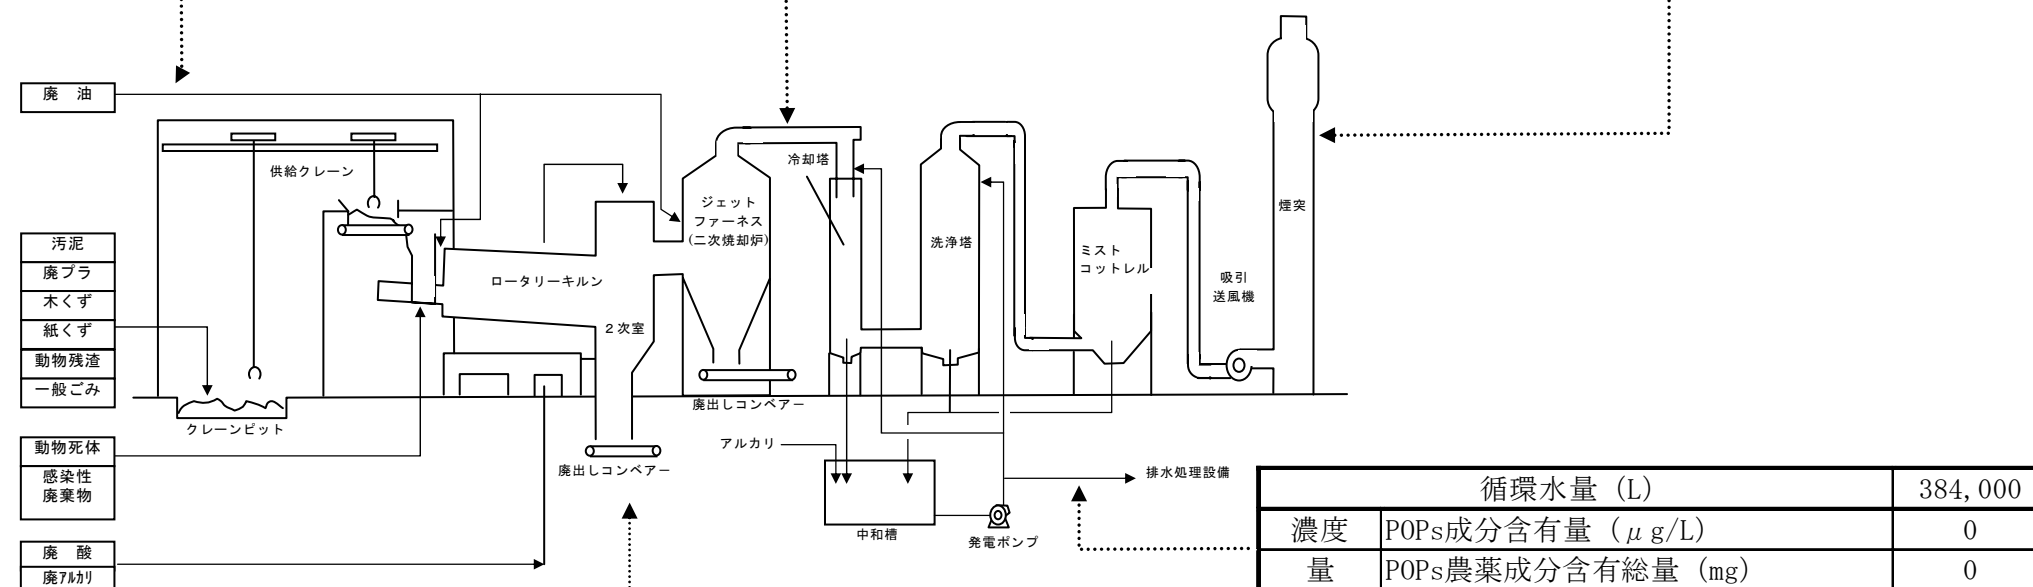 廃　油
供給クレーン
汚泥
廃プラ
木くず
紙くず
動物残渣
一般ごみ
クレーンピット
動物死体
感染性
廃棄物
廃　酸
廃ｱﾙｶﾘ
ロータリーキルン
２次室
廃出しコンベアー
ジェット
ファーネス
(二次焼却炉)
廃出しコンベアー
冷却塔
洗浄塔
ミスト
コットレル
吸引
送風機
煙突
アルカリ
中和槽
発電ポンプ
排水処理設備
循環水量 (L) 384,000
濃度 POPs成分含有量 (μg/L) 0
量 POPs農薬成分含有総量 (mg) 0